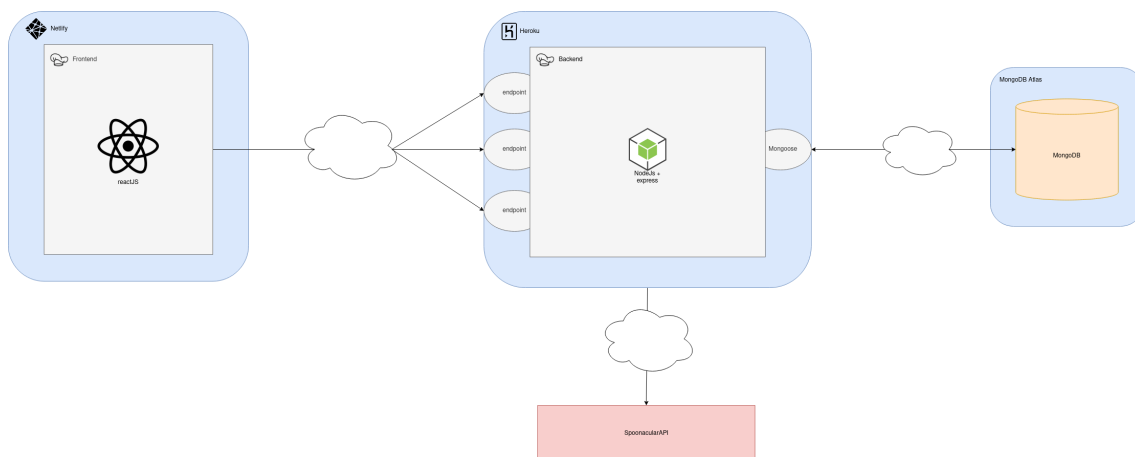 Netlify
Frontend
reactJS
Heroku
Backend
endpoint
endpoint
endpoint
NodeJs +
express
Mongoose
MongoDB Atlas
MongoDB
SpoonacularAPI